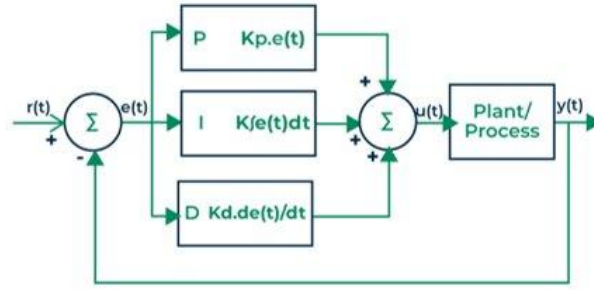 P Kp.e(t)
+
r(t) e(t) u(t) y(t)
Σ
I K∫e(t)dt
Σ
Plant/
Process
+
-
+
+
D Kd.de(t)/dt